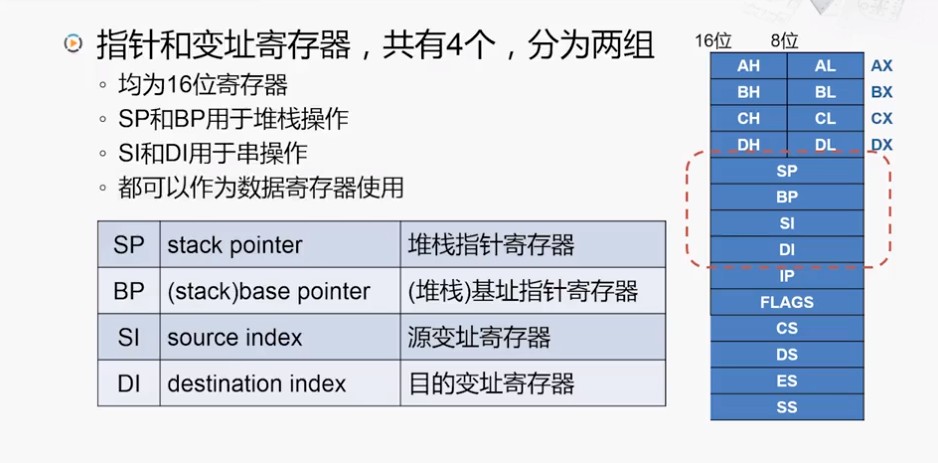 指针和变址寄存器，共有4个，分为两组
均为16位寄存器
SP和BP用于堆栈操作
SI和DI用于串操作
都可以作为数据寄存器使用
SP stack pointer 堆栈指针寄存器
BP (stack)base pointer (堆栈)基址指针寄存器
SI source index 源变址寄存器
DI destination index 目的变址寄存器
16位 8位
AH AL AX
BH BL BX
CH CL CX
DH DL DX
SP
BP
SI
DI
IP
FLAGS
CS
DS
ES
SS